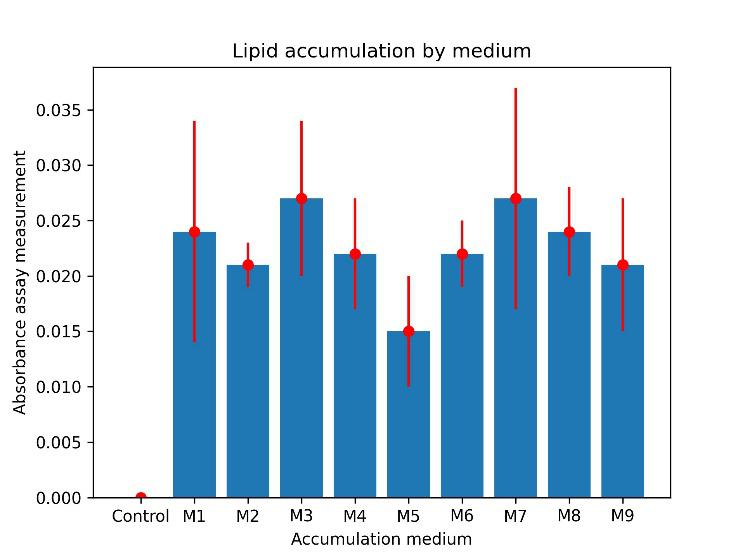 Lipid accumulation by medium
Absorbance assay measurement
0.035
0.030
0.025
0.020
0.015
0.010
0.005
0.000
Control M1 M2 M3 M4 M5 M6 M7 M8 M9
Accumulation medium